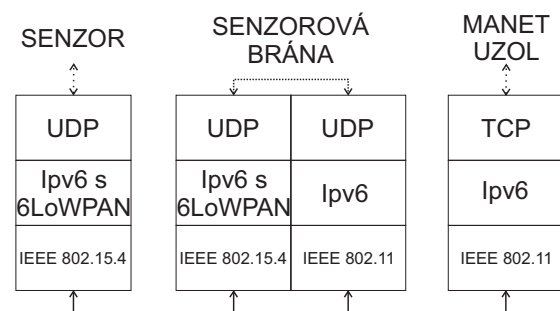 SENZOR
SENZOROVÁ
BRÁNA
MANET
UZOL
UDP
UDP
UDP
TCP
Ipv6 s
6LoWPAN
Ipv6 s
6LoWPAN
Ipv6
Ipv6
IEEE 802.15.4
IEEE 802.15.4
IEEE 802.11
IEEE 802.11